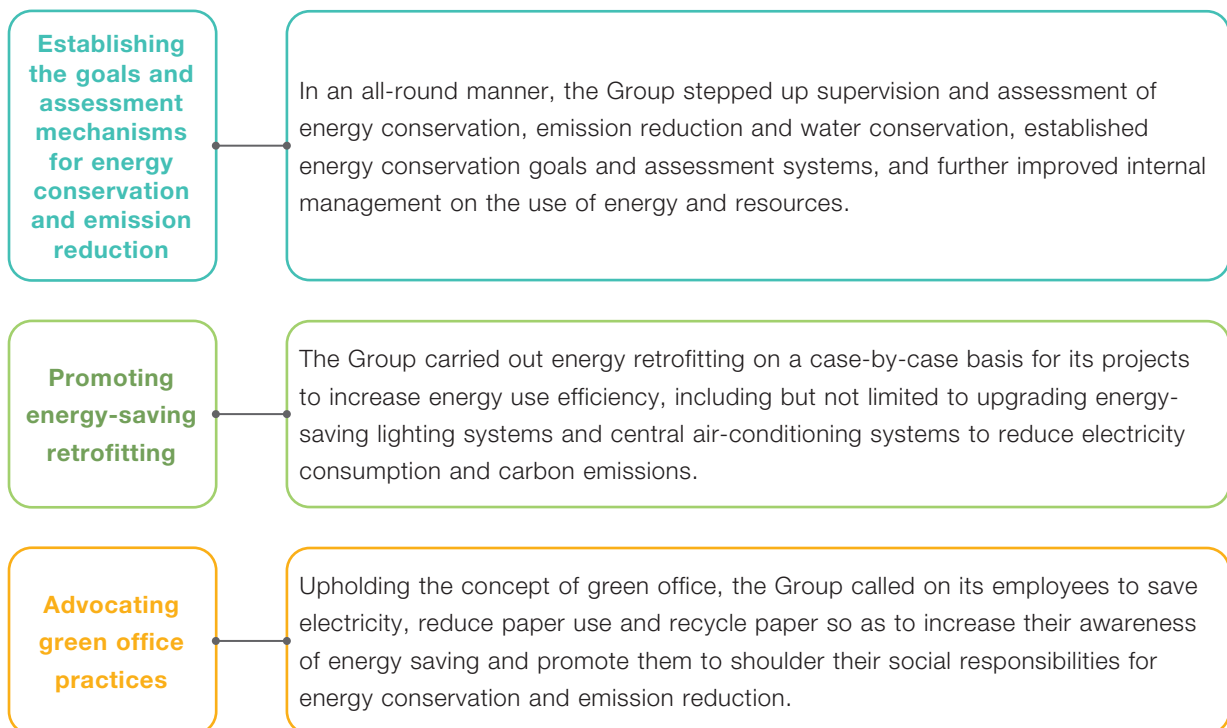 Establishing
the goals and
assessment
mechanisms
for energy
conservation
and emission
reduction
In an all-round manner, the Group stepped up supervision and assessment of
energy conservation, emission reduction and water conservation, established
energy conservation goals and assessment systems, and further improved internal
management on the use of energy and resources.
Promoting
energy-saving
retrofitting
The Group carried out energy retrofitting on a case-by-case basis for its projects
to increase energy use efficiency, including but not limited to upgrading energy-
saving lighting systems and central air-conditioning systems to reduce electricity
consumption and carbon emissions.
Advocating
green office
practices
Upholding the concept of green office, the Group called on its employees to save
electricity, reduce paper use and recycle paper so as to increase their awareness
of energy saving and promote them to shoulder their social responsibilities for
energy conservation and emission reduction.